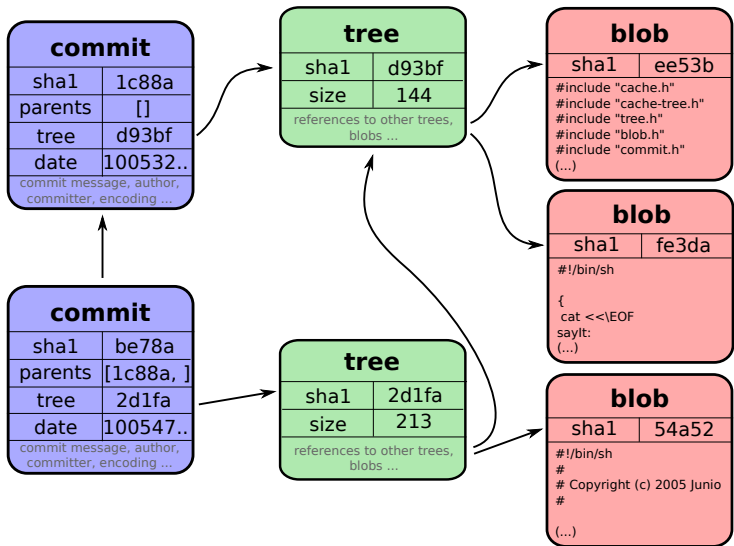 commit
sha1 1c88a
parents []
tree d93bf
date 100532..
commit message, author,
committer, encoding ...
tree
sha1 d93bf
size 144
references to other trees,
blobs ...
blob
sha1 ee53b
#include "cache.h"
#include "cache-tree.h"
#include "tree.h"
#include "blob.h"
#include "commit.h"
(...)
blob
sha1 fe3da
#!/bin/sh
{
cat <<\EOF
sayIt:
(...)
commit
sha1 be78a
parents [1c88a, ]
tree 2d1fa
date 100547..
commit message, author,
committer, encoding ...
tree
sha1 2d1fa
size 213
references to other trees,
blobs ...
blob
sha1 54a52
#!/bin/sh
#
# Copyright (c) 2005 Junio
#
(...)